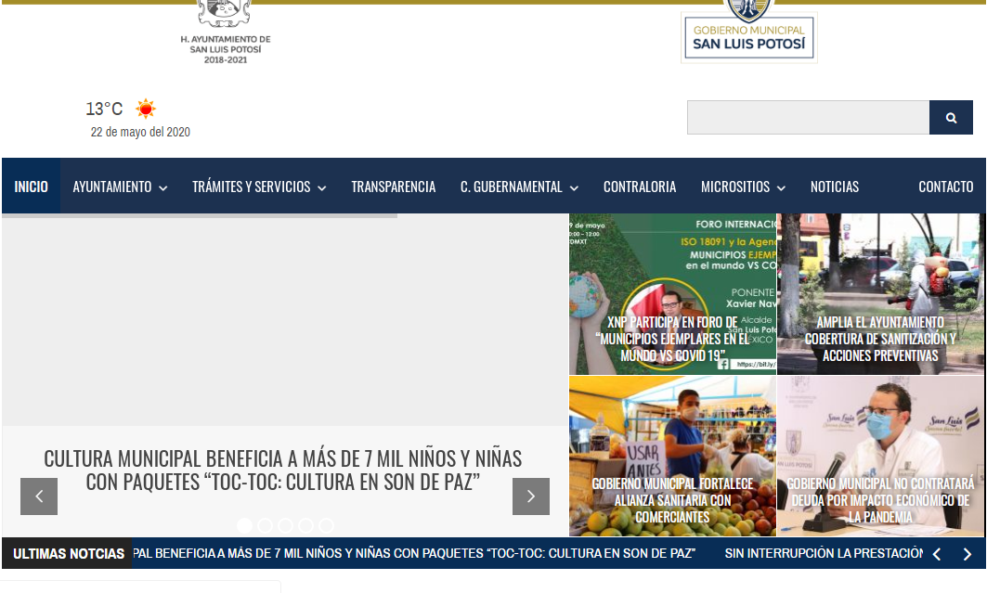 H. AYUNTAMIENTO DE
SAN LUIS POTOSÍ
2018-2021
GOBIERNO MUNICIPAL
SAN LUIS POTOSÍ
13°C
22 de mayo del 2020
INICIO
AYUNTAMIENTO
TRÁMITES Y SERVICIOS
TRANSPARENCIA
C. GUBERNAMENTAL
CONTRALORIA
MICROSITIOS
NOTICIAS
CONTACTO
CULTURA MUNICIPAL BENEFICIA A MÁS DE 7 MIL NIÑOS Y NIÑAS
CON PAQUETES “TOC-TOC: CULTURA EN SON DE PAZ”
9 de mayo
0:00 – 12:00
DMXT
FORO INTERNACI
ISO 18091 y la Agen
MUNICIPIOS EJEMP
en el mundo VS CO
PONENTE
Xavier Nav
Alcalde
San Luis Poto
https://bit.ly/
XNP PARTICIPA EN FORO DE
“MUNICIPIOS EJEMPLARES EN EL
MUNDO VS COVID 19”
AMPLIA EL AYUNTAMIENTO
COBERTURA DE SANITIZACIÓN Y
ACCIONES PREVENTIVAS
USAR
ANTES
GOBIERNO MUNICIPAL FORTALECE
ALIANZA SANITARIA CON
COMERCIANTES
San Luis
San Luis
SAN LUIS POTOSÍ
GOBIERNO MUNICIPAL NO CONTRATARÁ
DEUDA POR IMPACTO ECONÓMICO DE
LA PANDEMIA
ULTIMAS NOTCIAS
PAL BENEFICIA A MÁS DE 7 MIL NIÑOS Y NIÑAS CON PAQUETES “TOC-TOC: CULTURA EN SON DE PAZ”
SIN INTERRUPCIÓN LA PRESTACIÓN